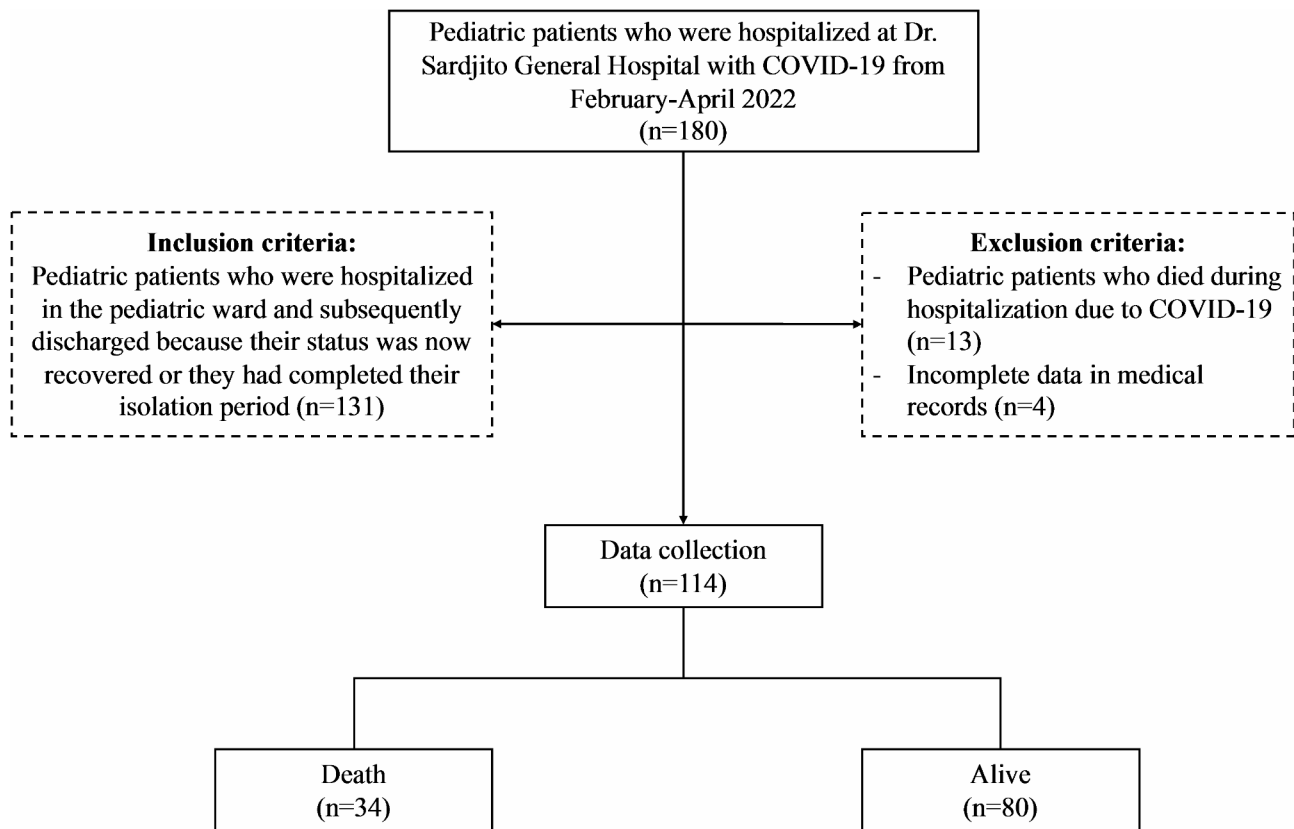 Pediatric patients who were hospitalized at Dr.
Sardjito General Hospital with COVID-19 from
February-April 2022
(n=180)
Inclusion criteria:
Pediatric patients who were hospitalized
in the pediatric ward and subsequently
discharged because their status was now
recovered or they had completed their
isolation period (n=131)
Exclusion criteria:
- Pediatric patients who died during
hospitalization due to COVID-19
(n=13)
- Incomplete data in medical
records (n=4)
Data collection
(n=114)
Death
(n=34)
Alive
(n=80)